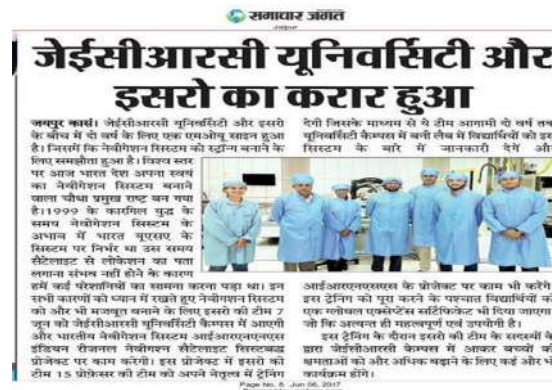 समाचार जगत
जेईसीआरसी यूनिवर्सिटी और
इसरो का करार हुआ
जयपुर कासं। जेईसीआरसी यूनिवर्सिटी और इसरो
के बीच में दो वर्ष के लिए एक एमओयू साइन हुआ
है। जिसमें कि नेवीगेशन सिस्टम को स्ट्रॉन्ग बनाने के
लिए समझौता हुआ है। विश्व स्तर
पर आज भारत देश अपना स्वयं
का नेवीगेशन सिस्टम बनाने
वाला चौथा प्रमुख राष्ट्र बन गया
है।1999 के कारगिल युद्ध के
समय नेवीगेशन सिस्टम के
अभाव में भारत यूएसए के
सिस्टम पर निर्भर था उस समय
सैटेलाइट से लोकेशन का पता
लगाना संभव नहीं होने के कारण
हमें कई परेशानियों का सामना करना पड़ा था। इन
सभी कारणों को ध्यान में रखते हुए नेवीगशन सिस्टम
को और भी मजबूत बनाने के लिए इसरो की टीम 7
जून को जेईसीआरसी यूनिवर्सिटी कैम्पस में आएगी
और भारतीय नेवीगेशन सिस्टम आईआरएनएनएस
इंडियन रीजनल नेवीगशन सैटेलाइट सिस्टबद्ध
प्रोजेक्ट पर काम करेगी। इस प्रोजेक्ट में इसरो की
टीम 15 प्रोफ़ेसर की टीम को अपने नेतृत्व में ट्रेनिंग
देगी जिसके माध्यम से ये टीम आगामी दो वर्ष तक
यूनिवर्सिटी कैम्पस में बनी लैब में विद्यार्थियों को इस
सिस्टम के बारे में जानकारी देंगे और
आईआरएनएसएस के प्रोजेक्ट पर काम भी करेंगे।
इस ट्रेनिंग को पूरा करने के पश्चात विद्यार्थियों को
एक ग्लोबल एक्सेप्टेंस सर्टिफिकेट भी दिया जाएगा
जो कि अत्यन्त ही महत्वपूर्ण एवं उपयोगी है।
इस ट्रेनिंग के दौरान इसरो की टीम के सदस्यों के
द्वारा जेईसीआरसी कैम्पस में आकर बच्चों की
क्षमताओं को और अधिक बढ़ाने के लिए कई और भी
कार्यक्रम होंगे।
Page No. 6 Jun 06, 2017